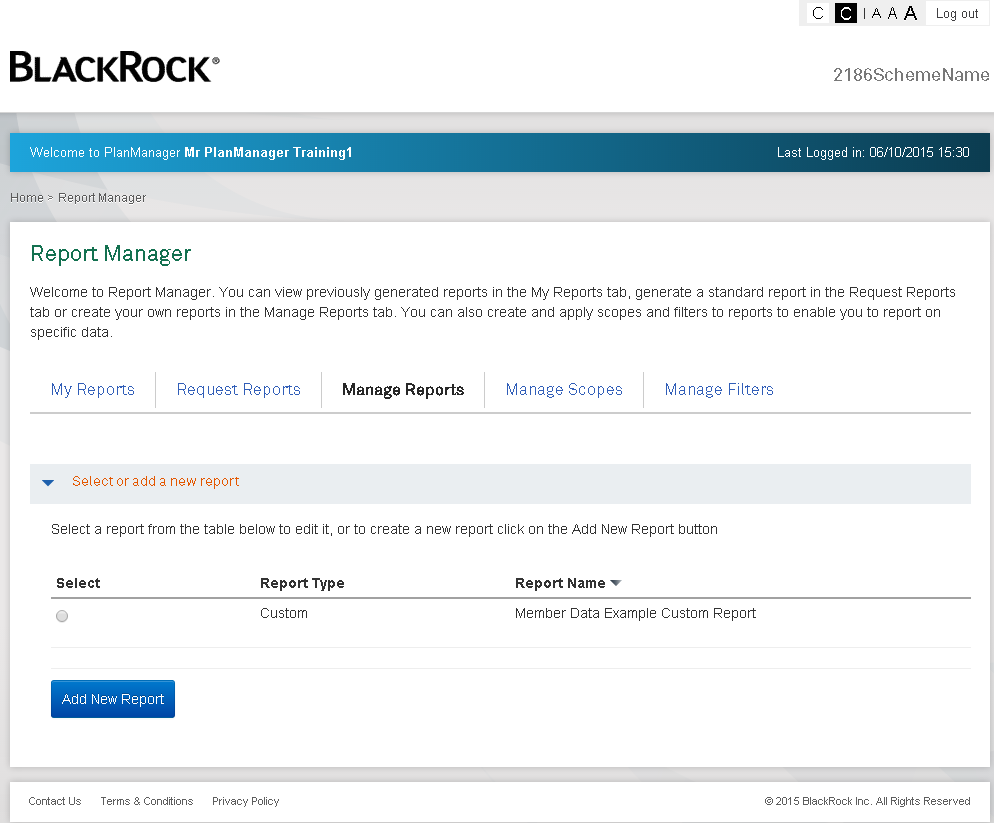 C C | A A A Log out
BLACKROCK®
2186SchemeName
Welcome to PlanManager Mr PlanManager Training1 Last Logged in: 06/10/2015 15:30
Home > Report Manager
Report Manager
Welcome to Report Manager. You can view previously generated reports in the My Reports tab, generate a standard report in the Request Reports
tab or create your own reports in the Manage Reports tab. You can also create and apply scopes and filters to reports to enable you to report on
specific data.
My Reports Request Reports Manage Reports Manage Scopes Manage Filters
Select or add a new report
Select a report from the table below to edit it, or to create a new report click on the Add New Report button
Select Report Type Report Name
Custom Member Data Example Custom Report
Add New Report
Contact Us Terms & Conditions Privacy Policy © 2015 BlackRock Inc. All Rights Reserved